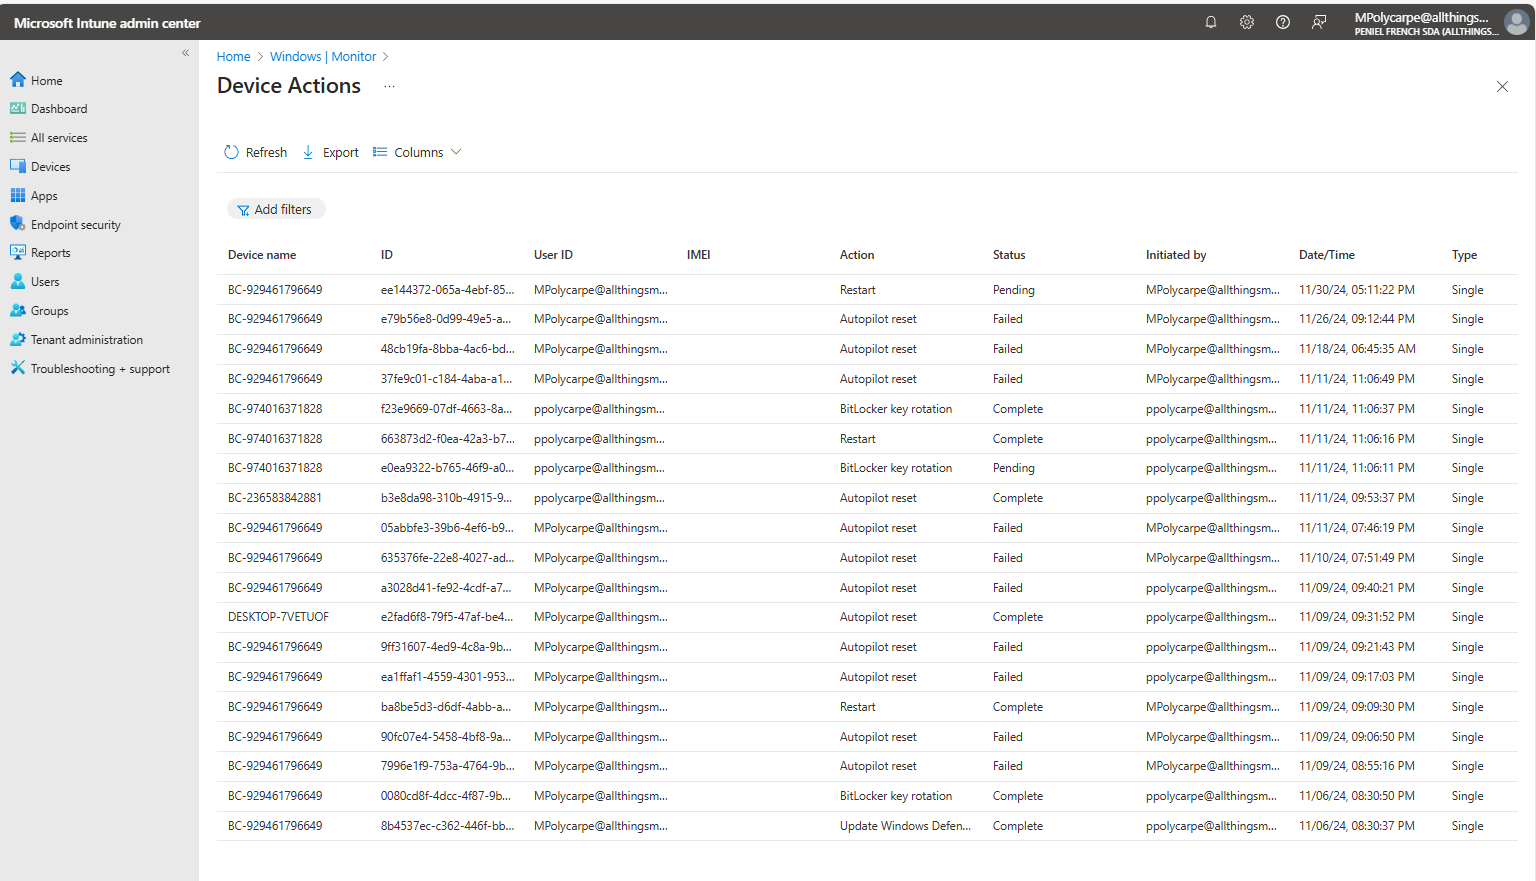 Microsoft Intune admin center
MPolycarpe@allthings...
PENIEL FRENCH SDA (ALLTHINGS...
Home > Windows | Monitor >
Device Actions ...
Home
Dashboard
All services
Devices
Apps
Endpoint security
Reports
Users
Groups
Tenant administration
Troubleshooting + support
Refresh Export Columns
Add filters
Device name ID User ID IMEI Action Status Initiated by Date/Time Type
BC-929461796649 ee144372-065a-4ebf-85... MPolycarpe@allthingsm... Restart Pending MPolycarpe@allthingsm... 11/30/24, 05:11:22 PM Single
BC-929461796649 e79b56e8-0d99-49e5-a... MPolycarpe@allthingsm... Autopilot reset Failed MPolycarpe@allthingsm... 11/26/24, 09:12:44 PM Single
BC-929461796649 48cb19fa-8bba-4ac6-bd... MPolycarpe@allthingsm... Autopilot reset Failed MPolycarpe@allthingsm... 11/18/24, 06:45:35 AM Single
BC-929461796649 37fe9c01-c184-4aba-a1... MPolycarpe@allthingsm... Autopilot reset Failed MPolycarpe@allthingsm... 11/11/24, 11:06:49 PM Single
BC-974016371828 f23e9669-07df-4663-8a... ppolycarpe@allthingsm... BitLocker key rotation Complete ppolycarpe@allthingsm... 11/11/24, 11:06:37 PM Single
BC-974016371828 663873d2-f0ea-42a3-b7... ppolycarpe@allthingsm... Restart Complete ppolycarpe@allthingsm... 11/11/24, 11:06:16 PM Single
BC-974016371828 e0ea9322-b765-46f9-a0... ppolycarpe@allthingsm... BitLocker key rotation Pending ppolycarpe@allthingsm... 11/11/24, 11:06:11 PM Single
BC-236583842881 b3e8da98-310b-4915-9... ppolycarpe@allthingsm... Autopilot reset Complete ppolycarpe@allthingsm... 11/11/24, 09:53:37 PM Single
BC-929461796649 05abbfe3-39b6-4ef6-b9... MPolycarpe@allthingsm... Autopilot reset Failed MPolycarpe@allthingsm... 11/11/24, 07:46:19 PM Single
BC-929461796649 635376fe-22e8-4027-ad... MPolycarpe@allthingsm... Autopilot reset Failed MPolycarpe@allthingsm... 11/10/24, 07:51:49 PM Single
BC-929461796649 a3028d41-fe92-4cdf-a7... MPolycarpe@allthingsm... Autopilot reset Failed ppolycarpe@allthingsm... 11/09/24, 09:40:21 PM Single
DESKTOP-7VETUOF e2fad6f8-79f5-47af-be4... MPolycarpe@allthingsm... Autopilot reset Complete ppolycarpe@allthingsm... 11/09/24, 09:31:52 PM Single
BC-929461796649 9ff31607-4ed9-4c8a-9b... MPolycarpe@allthingsm... Autopilot reset Failed ppolycarpe@allthingsm... 11/09/24, 09:21:43 PM Single
BC-929461796649 ea1ffaf1-4559-4301-953... MPolycarpe@allthingsm... Autopilot reset Failed ppolycarpe@allthingsm... 11/09/24, 09:17:03 PM Single
BC-929461796649 ba8be5d3-d6df-4abb-a... MPolycarpe@allthingsm... Restart Complete MPolycarpe@allthingsm... 11/09/24, 09:09:30 PM Single
BC-929461796649 90fc07e4-5458-4bf8-9a... MPolycarpe@allthingsm... Autopilot reset Failed MPolycarpe@allthingsm... 11/09/24, 09:06:50 PM Single
BC-929461796649 7996e1f9-753a-4764-9b... MPolycarpe@allthingsm... Autopilot reset Failed MPolycarpe@allthingsm... 11/09/24, 08:55:16 PM Single
BC-929461796649 0080cd8f-4dcc-4f87-9b... MPolycarpe@allthingsm... BitLocker key rotation Complete ppolycarpe@allthingsm... 11/06/24, 08:30:50 PM Single
BC-929461796649 8b4537ec-c362-446f-bb... MPolycarpe@allthingsm... Update Windows Defen... Complete ppolycarpe@allthingsm... 11/06/24, 08:30:37 PM Single